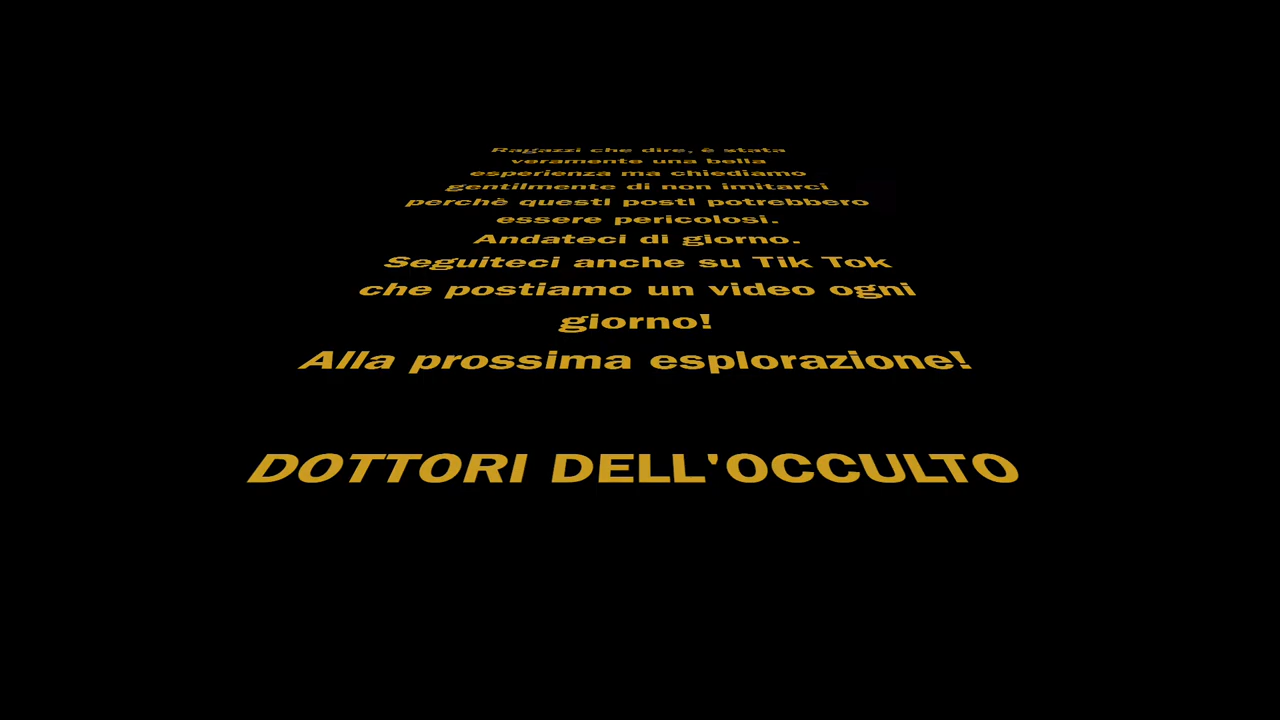 Ragazzi che dire, è stata
veramente una bella
esperienza ma chiediamo
gentilmente di non imitarci
perchè questi posti potrebbero
essere pericolosi.
Andateci di giorno.
Seguiteci anche su Tik Tok
che postiamo un video ogni
giorno!
Alla prossima esplorazione!
DOTTORI DELL'OCCULTO